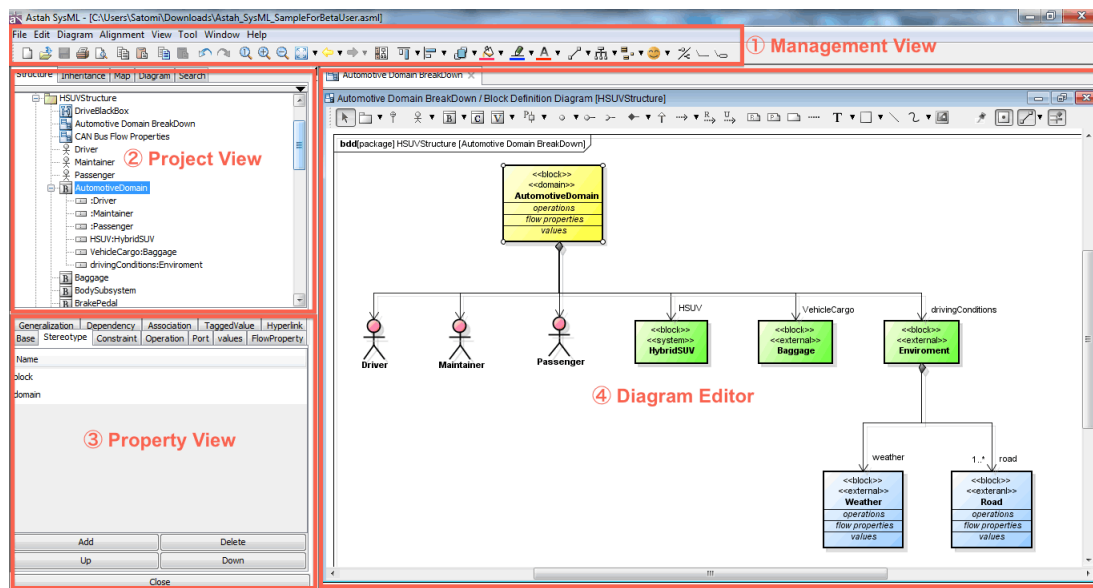 Astah SysML - [C:\Users\Satomi\Downloads\Astah_SysML_SampleForBetaUser.asml]
File Edit Diagram Alignment View Tool Window Help
① Management View
Structure Inheritance Map Diagram Search
HSUVStructure
DriveBlackBox
Automotive Domain BreakDown
CAN Bus Flow Properties
Driver
Maintainer
Passenger
② Project View
AutomotiveDomain
:Driver
:Maintainer
:Passenger
HSUV:HybridSUV
VehicleCargo:Baggage
drivingConditions:Enviroment
Baggage
BodySubsystem
BrakePedal
Generalization Dependency Association TaggedValue Hyperlink
Base Stereotype Constraint Operation Port values FlowProperty
Name
block
domain
③ Property View
Add Delete
Up Down
Close
Automotive Domain BreakDown
Automotive Domain BreakDown / Block Definition Diagram [HSUVStructure]
bdd[package] HSUVStructure [Automotive Domain BreakDown]
<<block>>
<<domain>>
AutomotiveDomain
operations
flow properties
values
HSUV
VehicleCargo
drivingConditions
Driver
Maintainer
Passenger
<<block>>
<<system>>
HybridSUV
<<block>>
<<external>>
Baggage
<<block>>
<<external>>
Enviroment
④ Diagram Editor
weather
1..* road
<<block>>
<<external>>
Weather
operations
flow properties
values
<<block>>
<<exteranl>>
Road
operations
flow properties
values